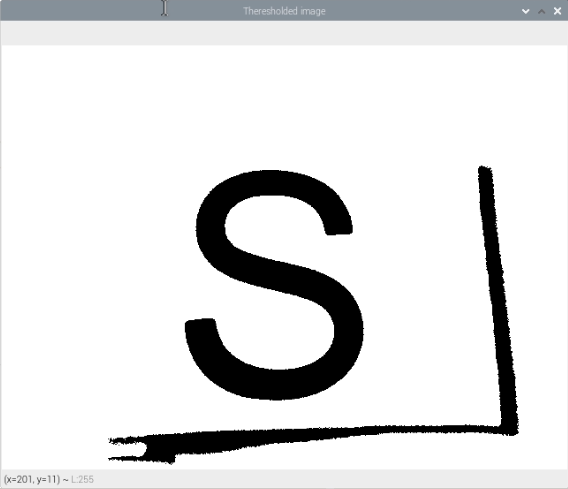 Theresholded image
S
(x=201, y=11) ~ L:255